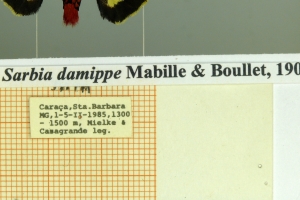 Sarbia damippe Mabille & Boullet, 190
Caraça,Sta.Barbara
MG,1-5-II-1985,1300
- 1500 m, Mielke &
Casagrande leg.